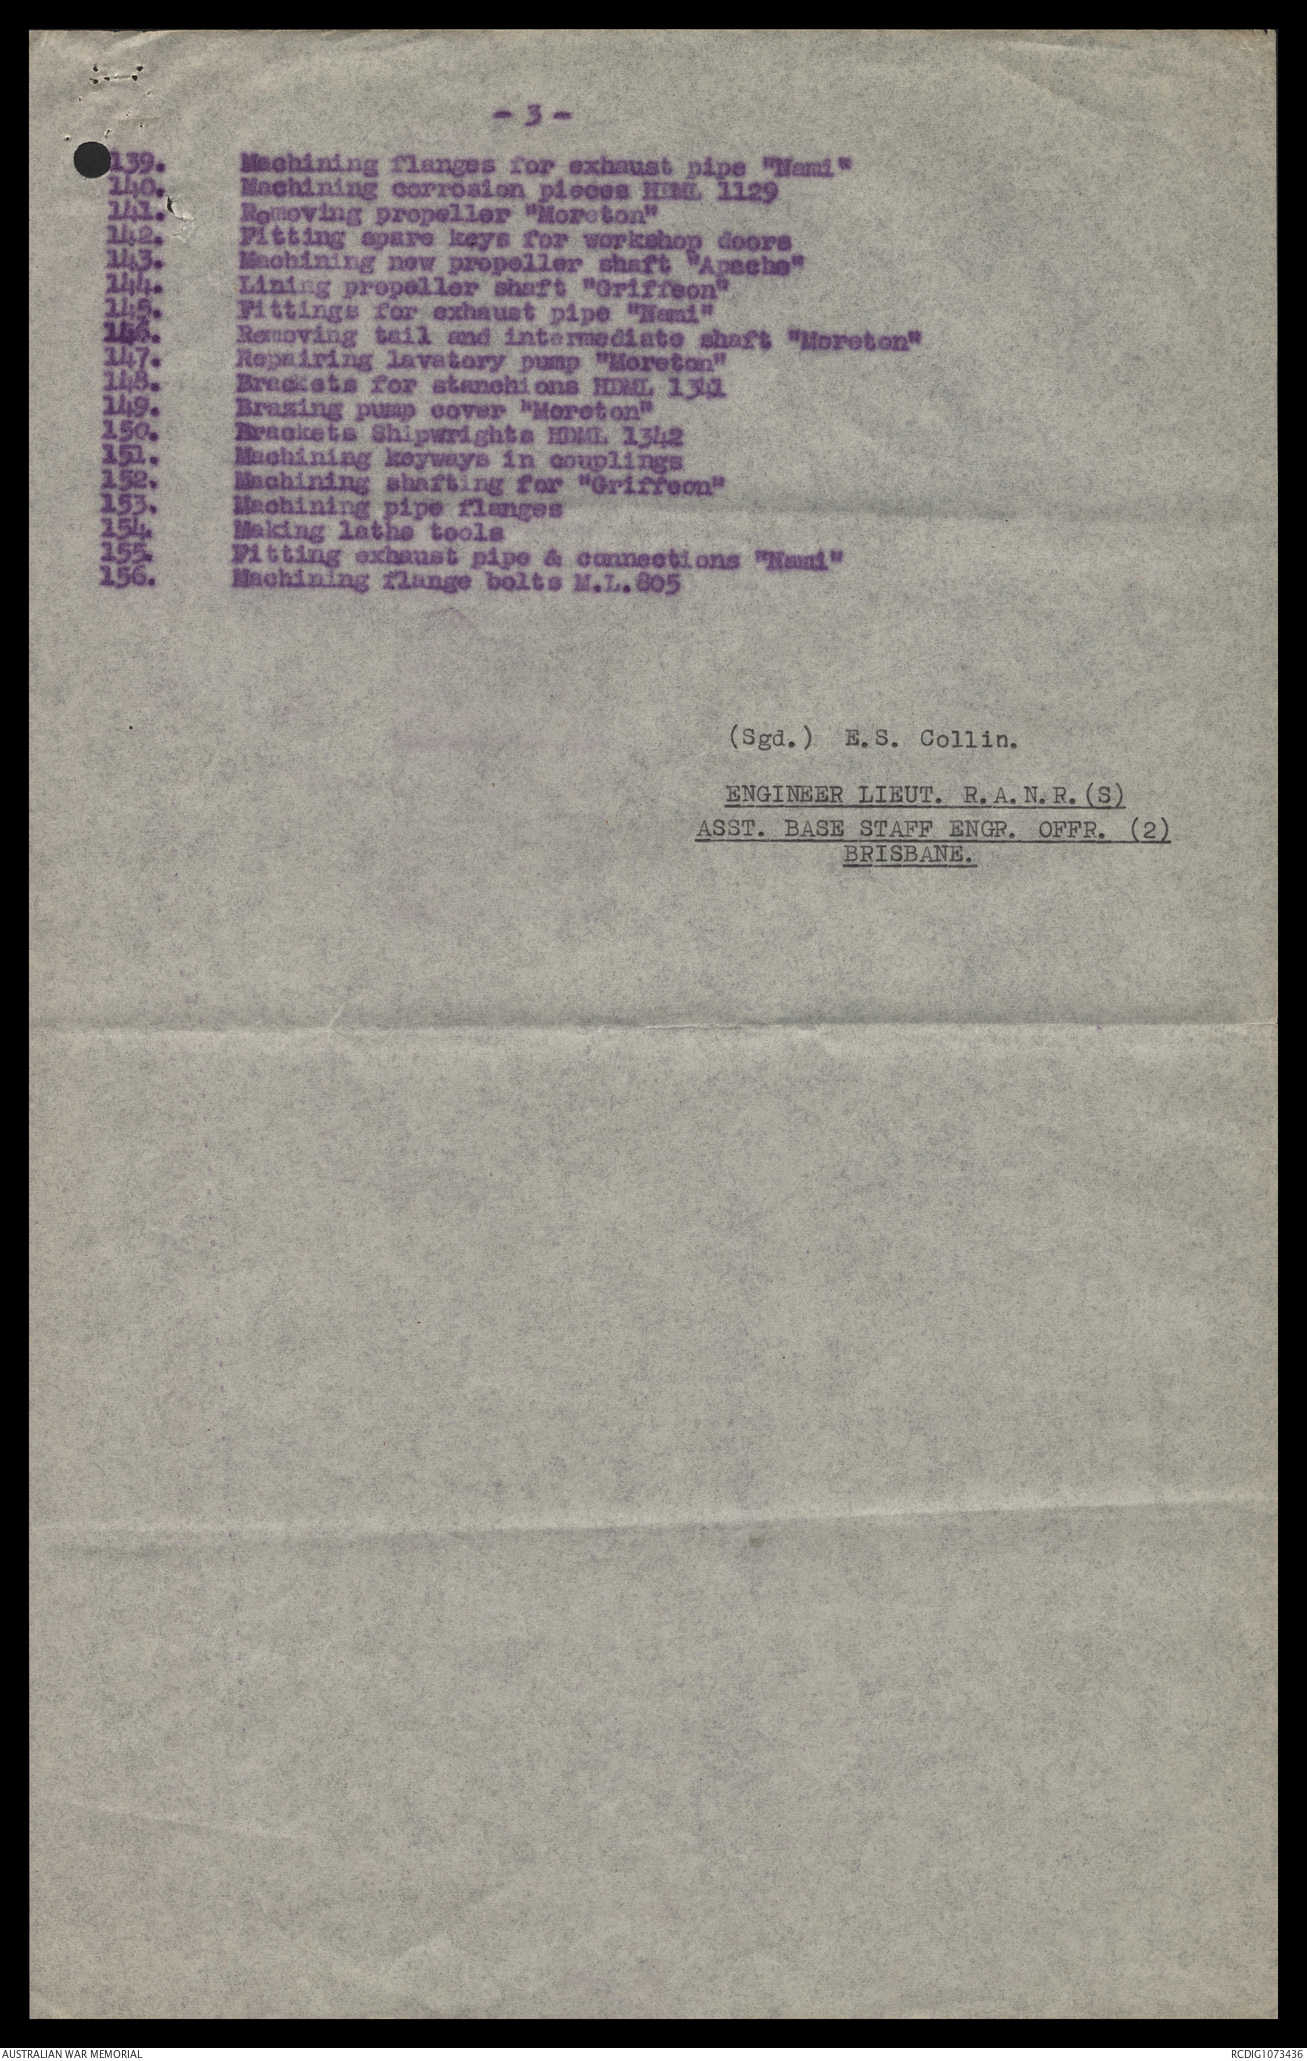 - 3 -
139. Machining flanges for exhaust pipe "Nami"
140. Machining corrosion pieces HDML 1129
141. Removing propeller "Moreton"
142. Fitting spare keys for workshop doors
143. Machining new propeller shaft "Apache"
144. Lining propeller shaft "Griffeon"
145. Fittings for exhaust pipe "Nami"
146. Removing tail and intermediate shaft "Moreton"
147. Repairing lavatory pump "Moreton"
148. Brackets for stanchions HDML 1341
149. Brazing pump cover "Moreton"
150. Brackets Shipwrights HDML 1342
151. Machining keyways in couplings
152. Machining shafting for "Griffeon"
153. Machining pipe flanges
154. Making lathe tools
155. Fitting exhaust pipe & connections "Nami"
156. Machining flange bolts M.L.805
(Sgd.) E.S. Collin.
ENGINEER LIEUT. R.A.N.R.(S)
ASST. BASE STAFF ENGR. OFFR. (2)
BRISBANE.
AUSTRALIAN WAR MEMORIAL
RCDIG1073436